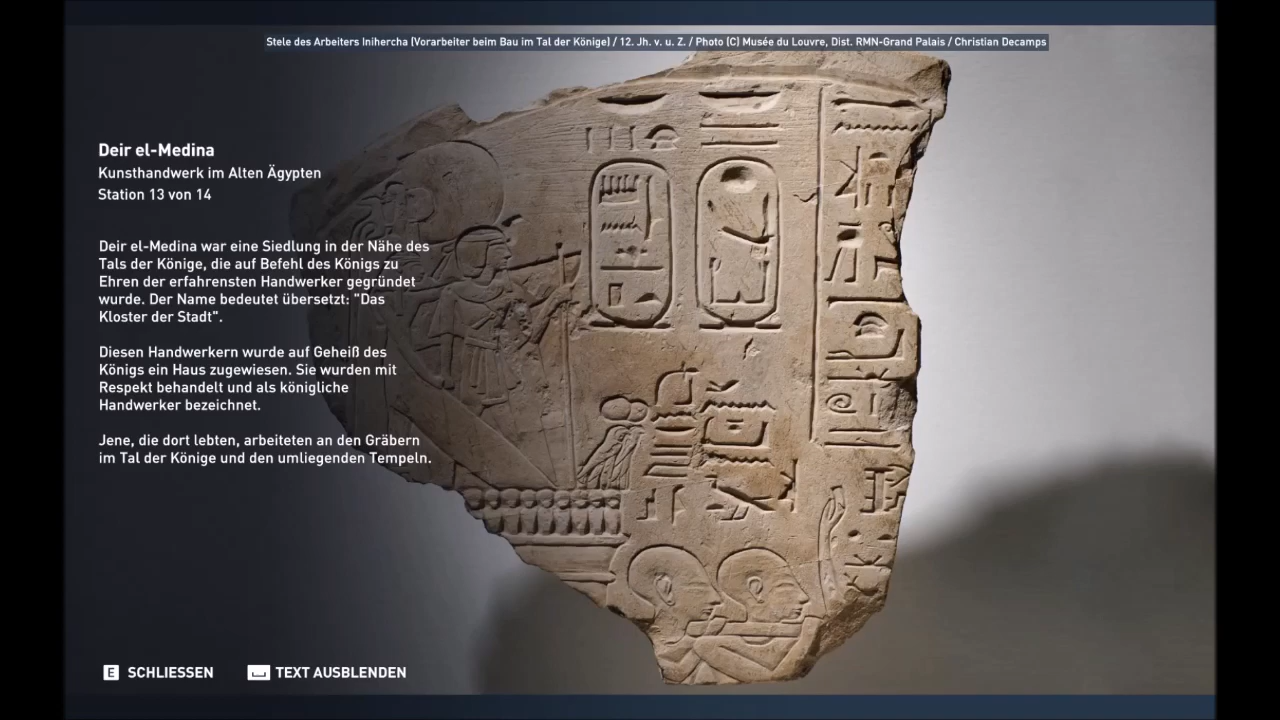 Stele des Arbeiters Inihercha (Vorarbeiter beim Bau im Tal der Könige) / 12. Jh. v. u. Z. / Photo (C) Musée du Louvre, Dist. RMN-Grand Palais / Christian Decamps
Deir el-Medina
Kunsthandwerk im Alten Ägypten
Station 13 von 14
Deir el-Medina war eine Siedlung in der Nähe des
Tals der Könige, die auf Befehl des Königs zu
Ehren der erfahrensten Handwerker gegründet
wurde. Der Name bedeutet übersetzt: "Das
Kloster der Stadt".
Diesen Handwerkern wurde auf Geheiß des
Königs ein Haus zugewiesen. Sie wurden mit
Respekt behandelt und als königliche
Handwerker bezeichnet.
Jene, die dort lebten, arbeiteten an den Gräbern
im Tal der Könige und den umliegenden Tempeln.
E SCHLIESSEN
TEXT AUSBLENDEN